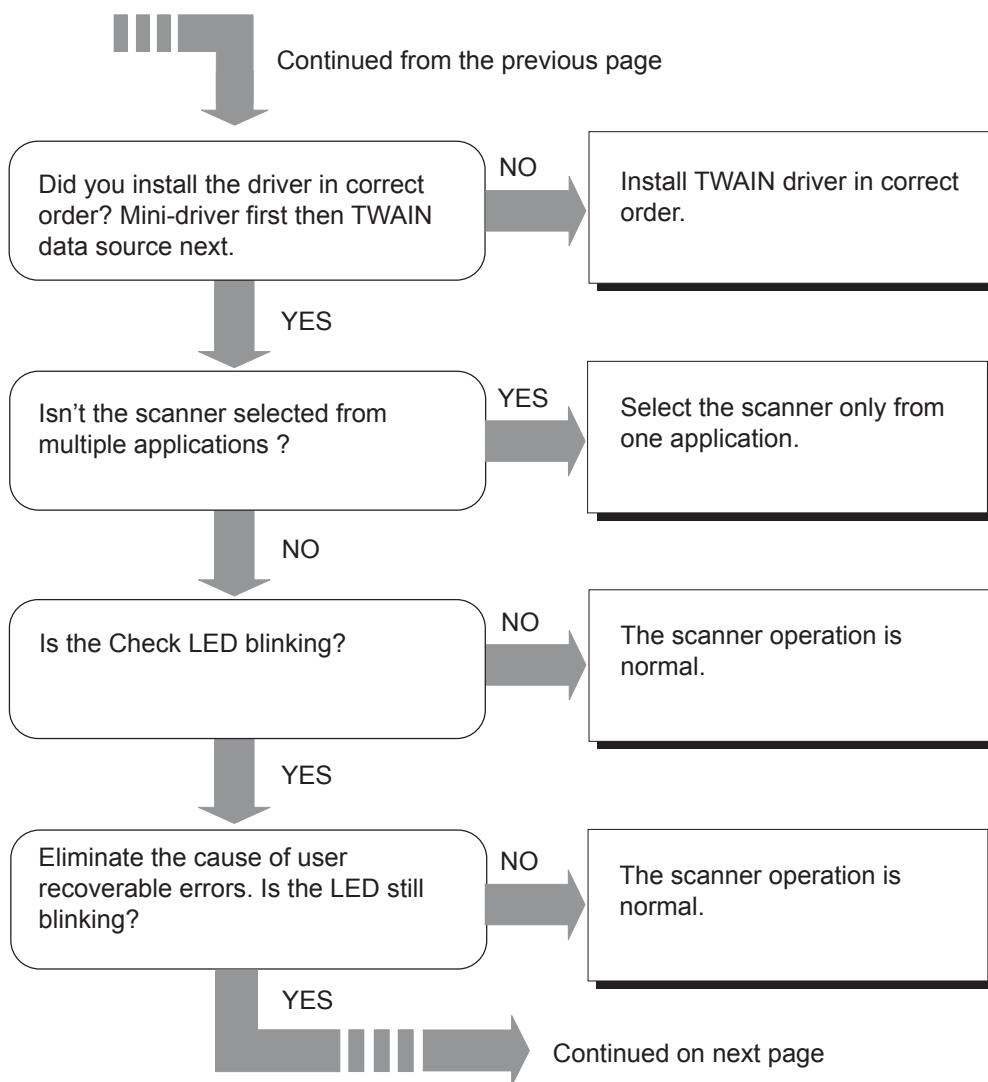 Continued from the previous page
Did you install the driver in correct
order? Mini-driver first then TWAIN
data source next.
NO
Install TWAIN driver in correct
order.
YES
Isn’t the scanner selected from
multiple applications ?
YES
Select the scanner only from
one application.
NO
Is the Check LED blinking?
NO
The scanner operation is
normal.
YES
Eliminate the cause of user
recoverable errors. Is the LED still
blinking?
NO
The scanner operation is
normal.
YES
Continued on next page